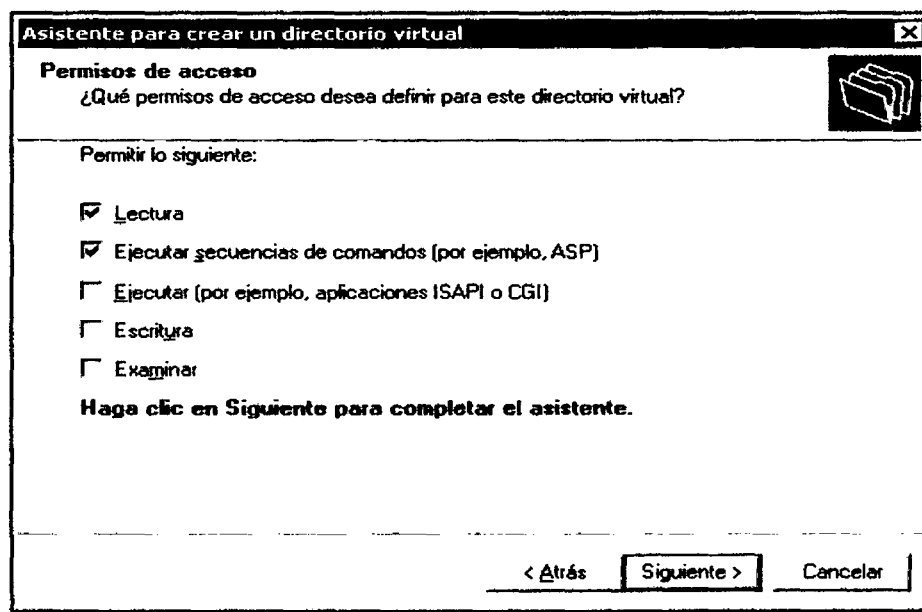 Asistente para crear un directorio virtual
Permisos de acceso
¿Qué permisos de acceso desea definir para este directorio virtual?
Permitir lo siguiente:
Lectura
Ejecutar secuencias de comandos (por ejemplo, ASP)
Ejecutar (por ejemplo, aplicaciones ISAPI o CGI)
Escritura
Examinar
Haga clic en Siguiente para completar el asistente.
< Atrás Siguiente > Cancelar